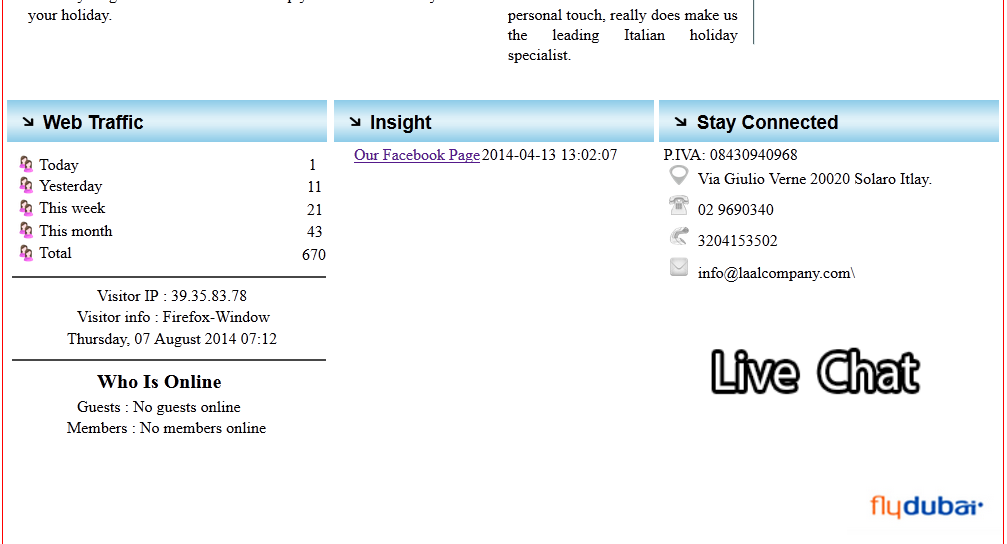 your holiday.
personal touch, really does make us
the leading Italian holiday
specialist.
Web Traffic
Today 1
Yesterday 11
This week 21
This month 43
Total 670
Visitor IP : 39.35.83.78
Visitor info : Firefox-Window
Thursday, 07 August 2014 07:12
Who Is Online
Guests : No guests online
Members : No members online
Insight
Our Facebook Page 2014-04-13 13:02:07
Stay Connected
P.IVA: 08430940968
Via Giulio Verne 20020 Solaro Itlay.
02 9690340
3204153502
info@laalcompany.com\
Live Chat
flydubai